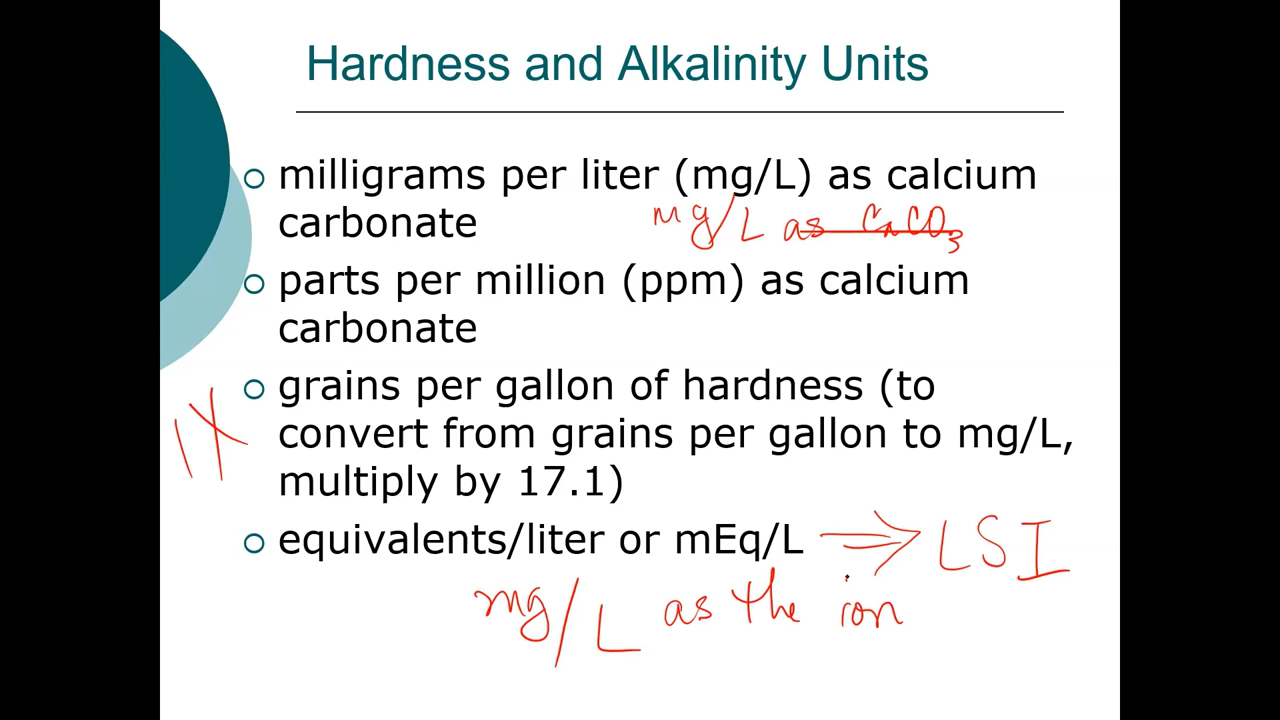 Hardness and Alkalinity Units
milligrams per liter (mg/L) as calcium
carbonate
mg/L as CaCO3
parts per million (ppm) as calcium
carbonate
grains per gallon of hardness (to
IX
convert from grains per gallon to mg/L,
multiply by 17.1)
equivalents/liter or mEq/L ⇒ LSI
mg/L as the ion